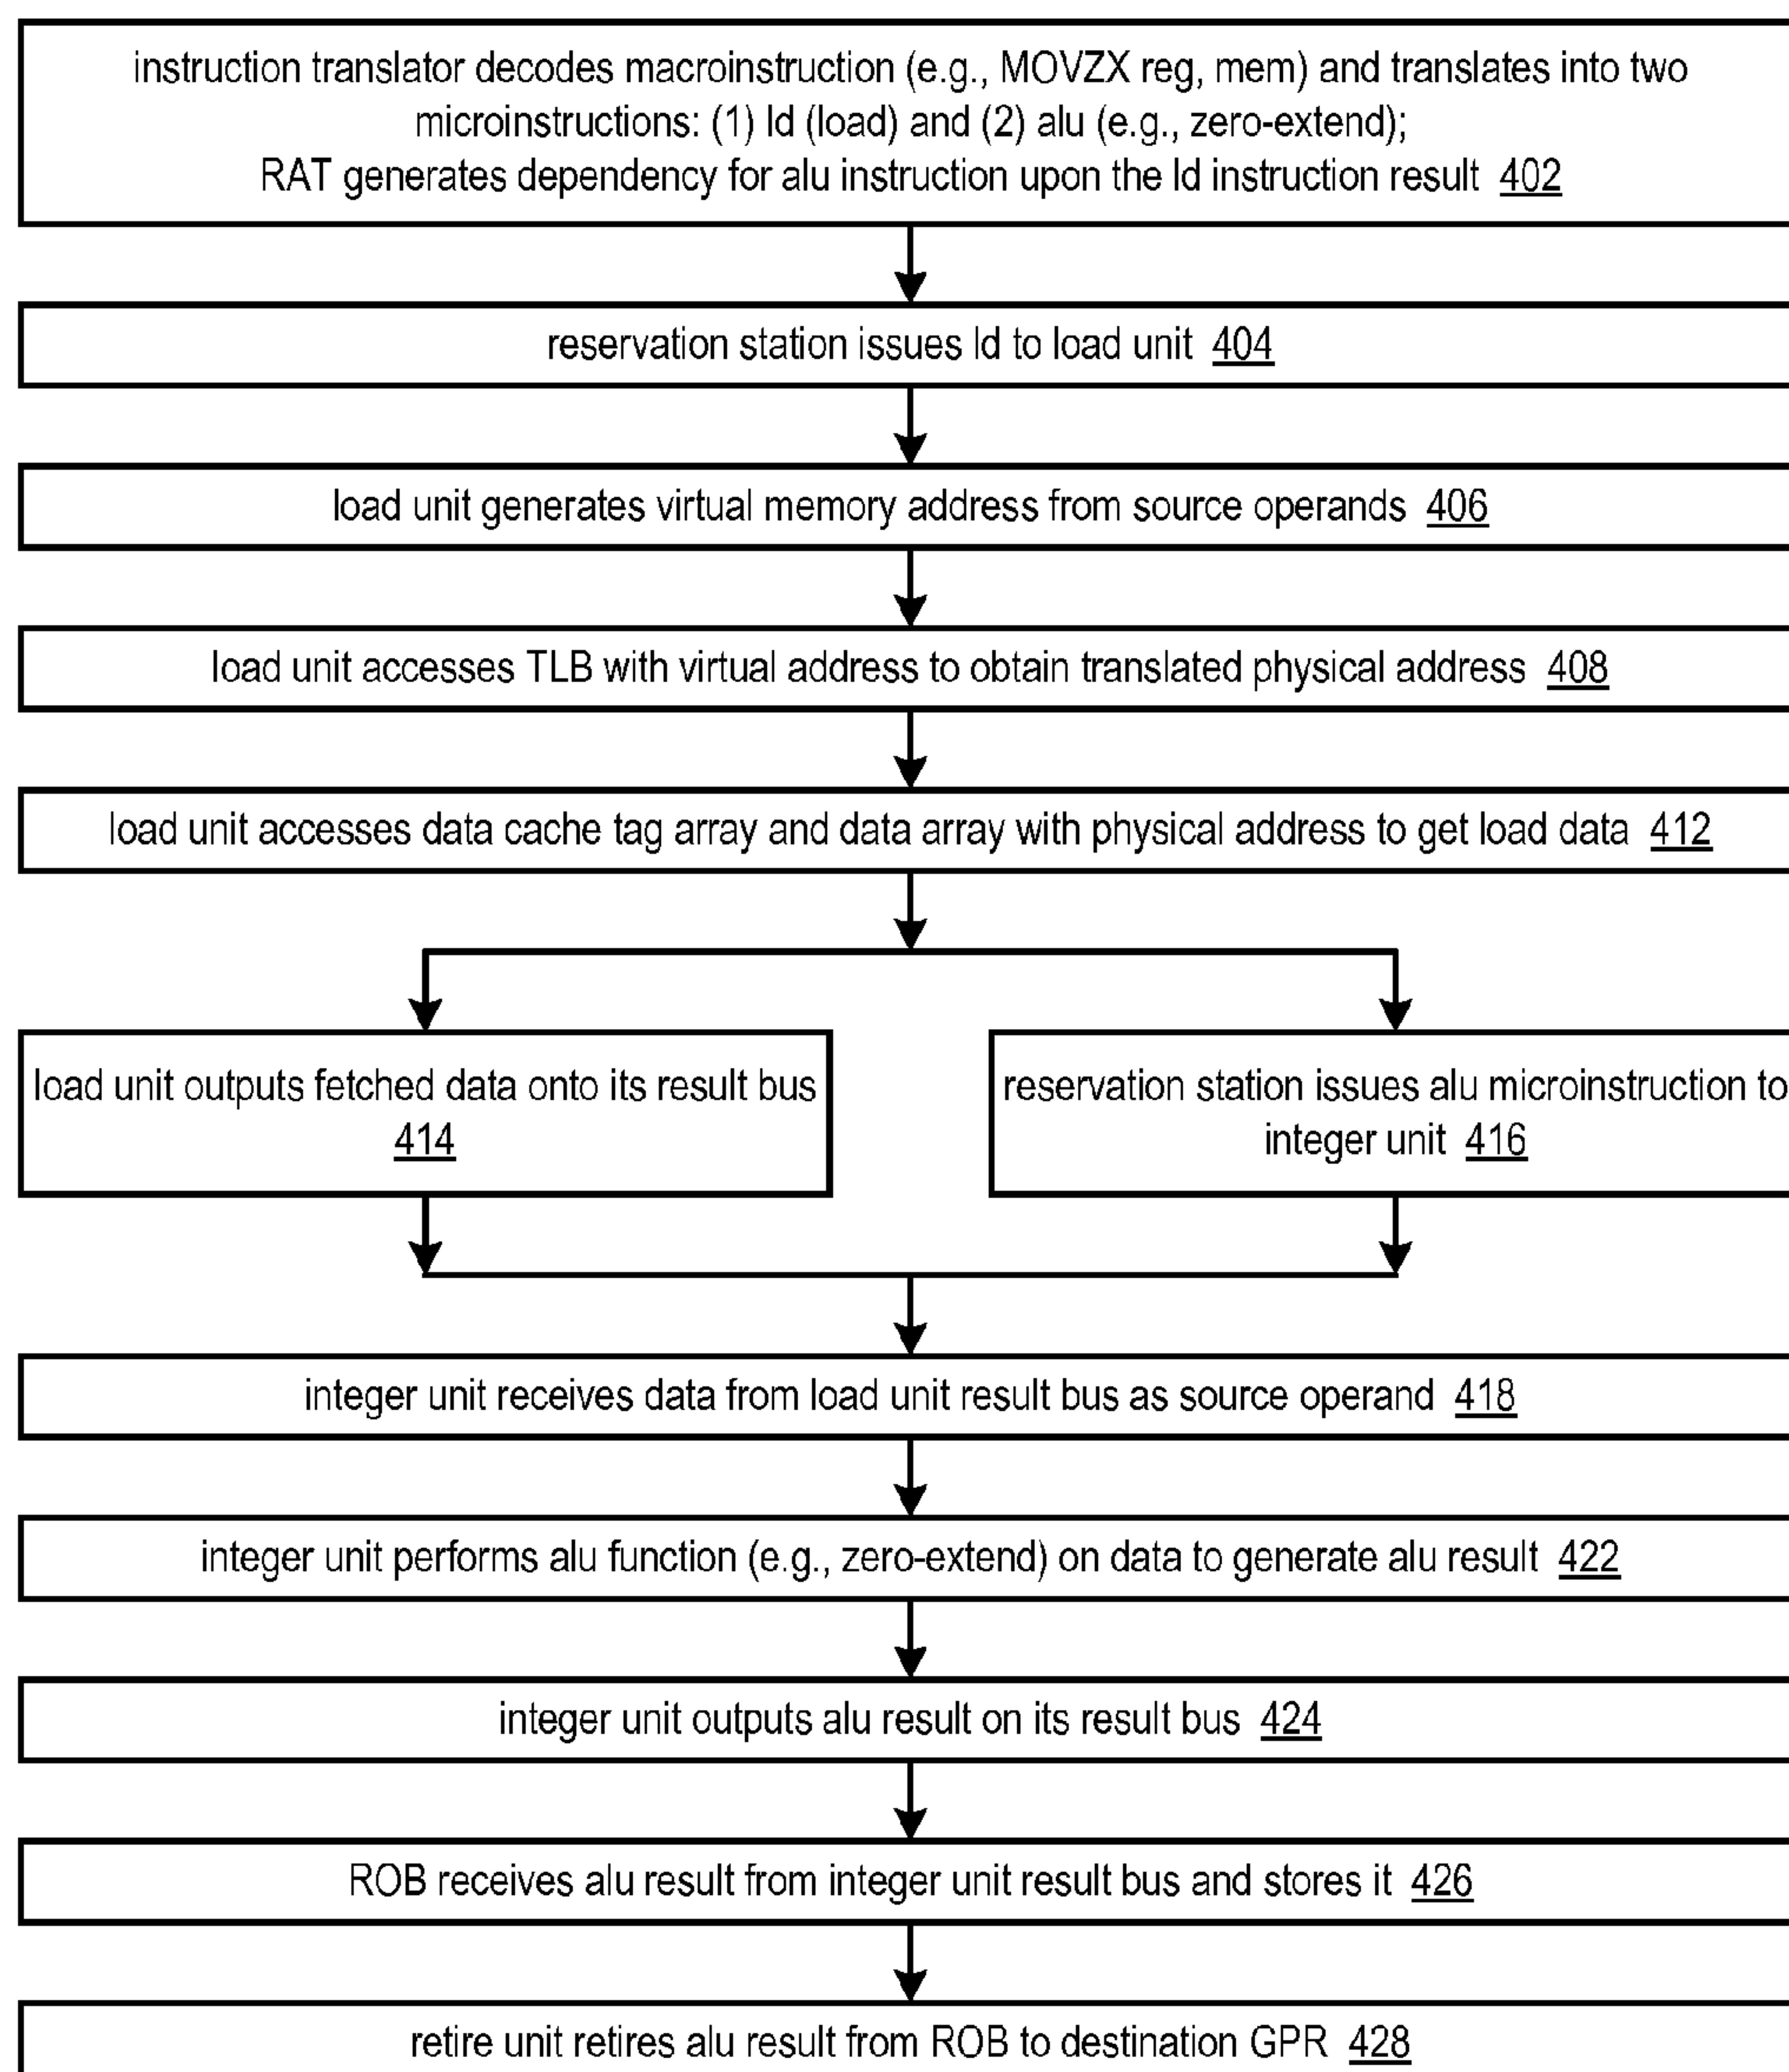 instruction translator decodes macroinstruction (e.g., MOVZX reg, mem) and translates into two
microinstructions: (1) ld (load) and (2) alu (e.g., zero-extend);
RAT generates dependency for alu instruction upon the ld instruction result 402
reservation station issues ld to load unit 404
load unit generates virtual memory address from source operands 406
load unit accesses TLB with virtual address to obtain translated physical address 408
load unit accesses data cache tag array and data array with physical address to get load data 412
load unit outputs fetched data onto its result bus
414
reservation station issues alu microinstruction to
integer unit 416
integer unit receives data from load unit result bus as source operand 418
integer unit performs alu function (e.g., zero-extend) on data to generate alu result 422
integer unit outputs alu result on its result bus 424
ROB receives alu result from integer unit result bus and stores it 426
retire unit retires alu result from ROB to destination GPR 428